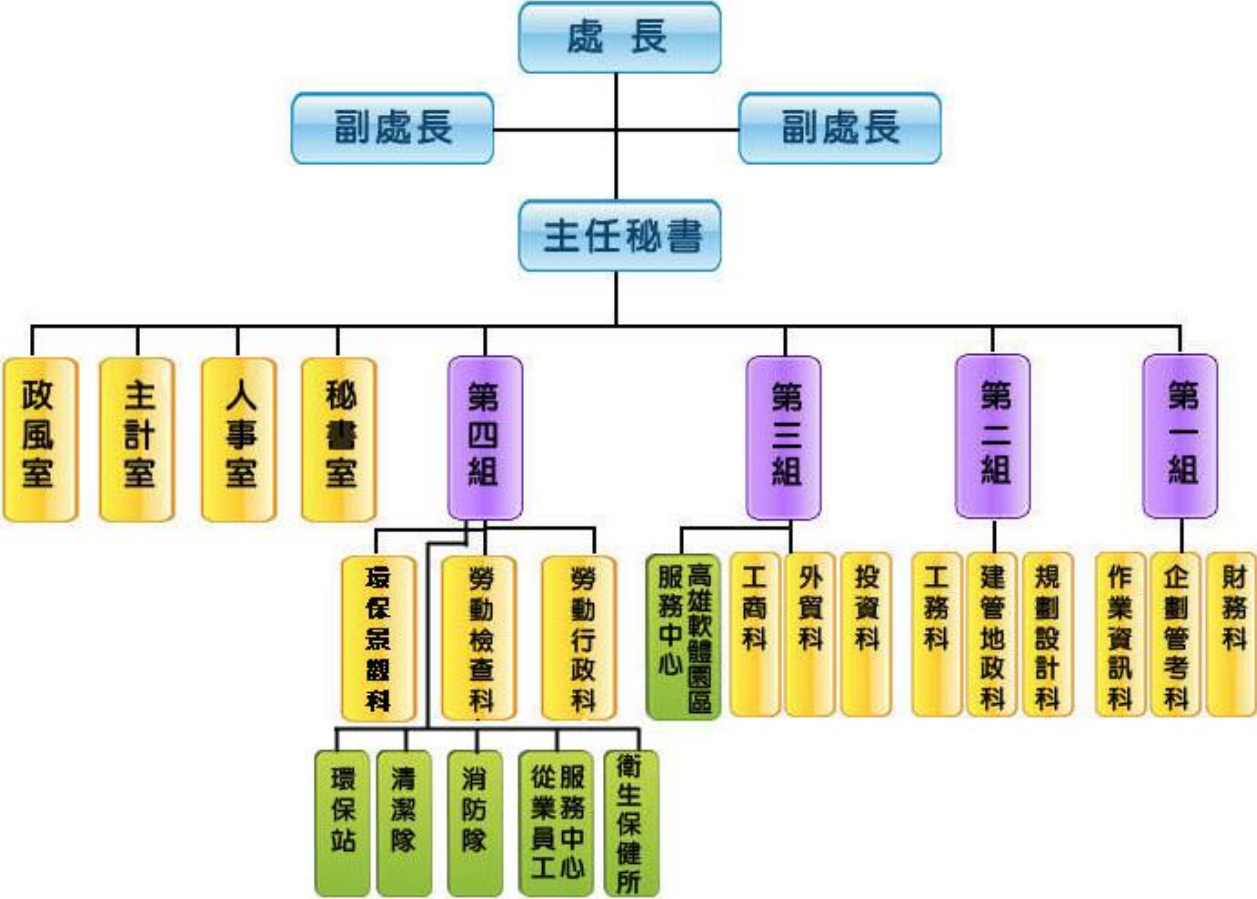 處長
副處長
副處長
主任秘書
政風室
主計室
人事室
秘書室
第四組
第三組
第二組
第一組
環保景觀科
勞動檢查科
勞動行政科
高雄軟體園區
服務中心
工商科
外貿科
投資科
工務科
建管地政科
規劃設計科
作業資訊科
企劃管考科
財務科
環保站
清潔隊
消防隊
從業員工
服務中心
衛生保健所